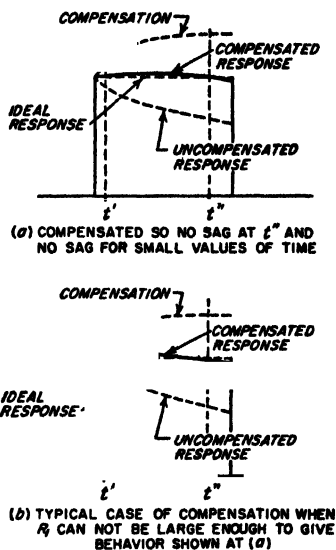 COMPENSATION
COMPENSATED
RESPONSE
IDEAL
RESPONSE
UNCOMPENSATED
RESPONSE
t' t"
(a) COMPENSATED SO NO SAG AT t" AND
NO SAG FOR SMALL VALUES OF TIME
COMPENSATION
COMPENSATED
RESPONSE
IDEAL
RESPONSE
UNCOMPENSATED
RESPONSE
t' t"
(b) TYPICAL CASE OF COMPENSATION WHEN
R₁ CAN NOT BE LARGE ENOUGH TO GIVE
BEHAVIOR SHOWN AT (a)